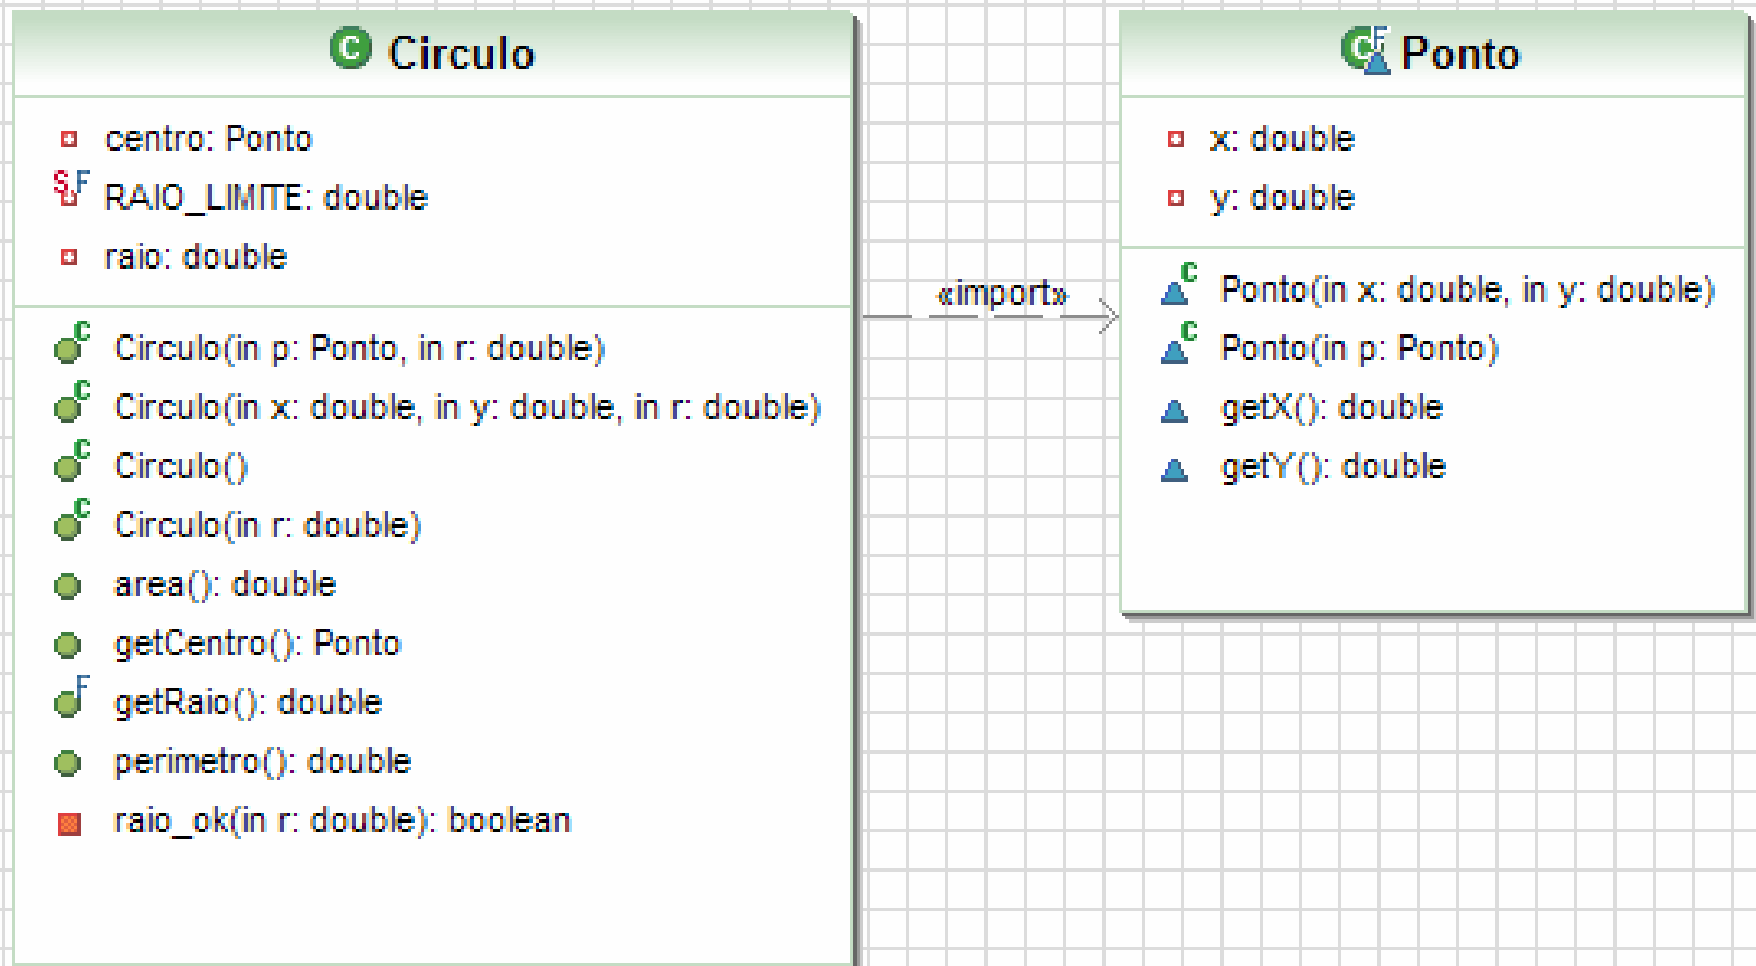 Circulo
centro: Ponto
RAIO_LIMITE: double
raio: double
Circulo(in p: Ponto, in r: double)
Circulo(in x: double, in y: double, in r: double)
Circulo()
Circulo(in r: double)
area(): double
getCentro(): Ponto
getRaio(): double
perimetro(): double
raio_ok(in r: double): boolean
«import»
Ponto
x: double
y: double
Ponto(in x: double, in y: double)
Ponto(in p: Ponto)
getX(): double
getY(): double